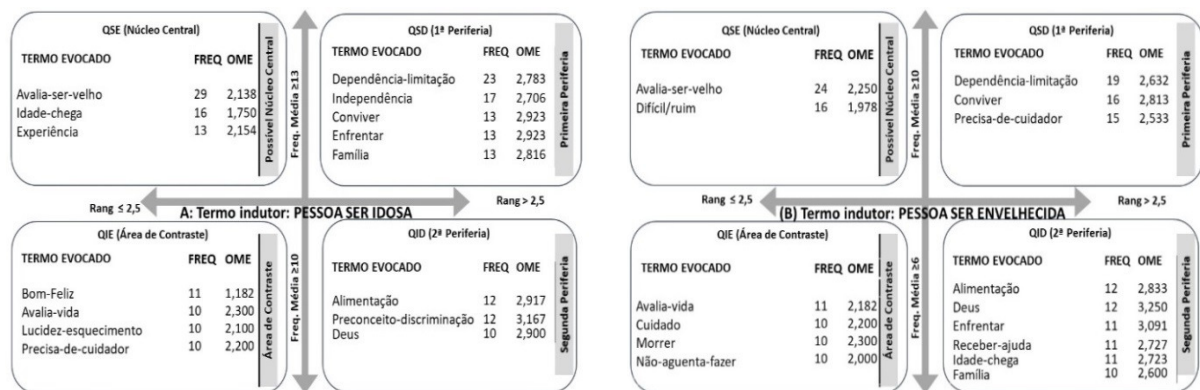 QSE (Núcleo Central)
TERMO EVOCADO FREQ OME
Avalia-ser-velho 29 2,138
Idade-chega 16 1,750
Experiência 13 2,154
Possível Núcleo Central
Freq. Média ≥13
QSD (1ª Periferia)
TERMO EVOCADO FREQ OME
Dependência-limitação 23 2,783
Independência 17 2,706
Conviver 13 2,923
Enfrentar 13 2,923
Família 13 2,816
Primeira Periferia
Rang ≤ 2,5
Rang > 2,5
A: Termo indutor: PESSOA SER IDOSA
QIE (Área de Contraste)
TERMO EVOCADO FREQ OME
Bom-Feliz 11 1,182
Avalia-vida 10 2,300
Lucidez-esquecimento 10 2,100
Precisa-de-cuidador 10 2,200
Área de Contraste
Freq. Média ≥10
QID (2ª Periferia)
TERMO EVOCADO FREQ OME
Alimentação 12 2,917
Preconceito-discriminação 12 3,167
Deus 10 2,900
Segunda Periferia
QSE (Núcleo Central)
TERMO EVOCADO FREQ OME
Avalia-ser-velho 24 2,250
Difícil/ruim 16 1,978
Possível Núcleo Central
Freq. Média ≥10
QSD (1ª Periferia)
TERMO EVOCADO FREQ OME
Dependência-limitação 19 2,632
Conviver 16 2,813
Precisa-de-cuidador 15 2,533
Primeira Periferia
Rang ≤ 2,5
Rang > 2,5
(B) Termo indutor: PESSOA SER ENVELHECIDA
QIE (Área de Contraste)
TERMO EVOCADO FREQ OME
Avalia-vida 11 2,182
Cuidado 10 2,200
Morrer 10 2,300
Não-aguenta-fazer 10 2,000
Área de Contraste
Freq. Média ≥6
QID (2ª Periferia)
TERMO EVOCADO FREQ OME
Alimentação 12 2,833
Deus 12 3,250
Enfrentar 11 3,091
Receber-ajuda 11 2,727
Idade-chega 11 2,723
Família 10 2,600
Segunda Periferia